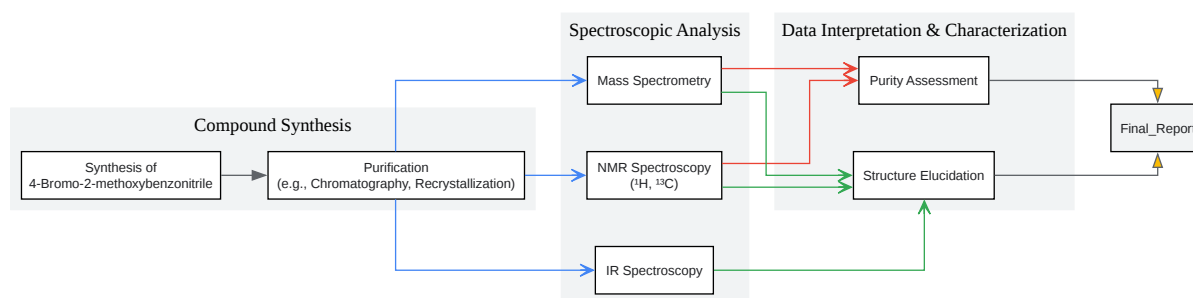 Spectroscopic Analysis
Data Interpretation & Characterization
Mass Spectrometry
Purity Assessment
Compound Synthesis
Final_Report
Synthesis of
4-Bromo-2-methoxybenzonitrile
Purification
(e.g., Chromatography, Recrystallization)
NMR Spectroscopy
(¹H, ¹³C)
Structure Elucidation
IR Spectroscopy